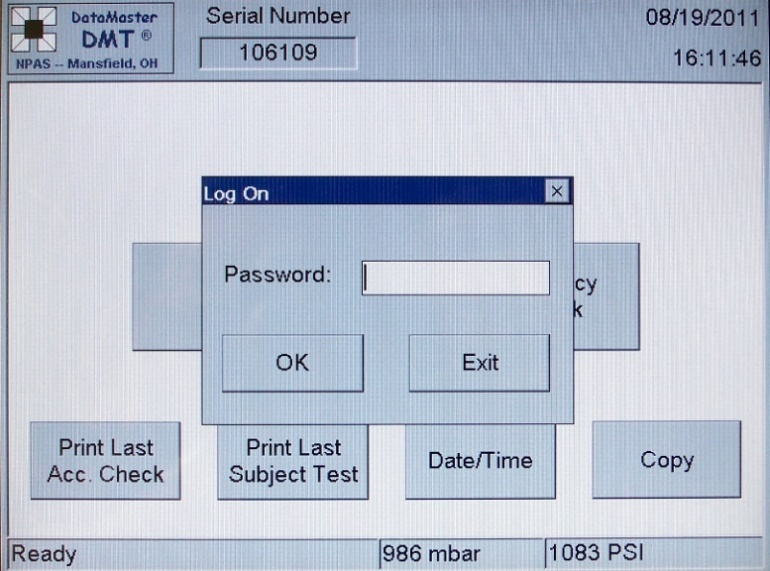 DataMaster
DMT ®
NPAS -- Mansfield, OH
Serial Number
106109
08/19/2011
16:11:46
Log On
Password:
OK
Exit
cy
k
Print Last
Acc. Check
Print Last
Subject Test
Date/Time
Copy
Ready
986 mbar
1083 PSI